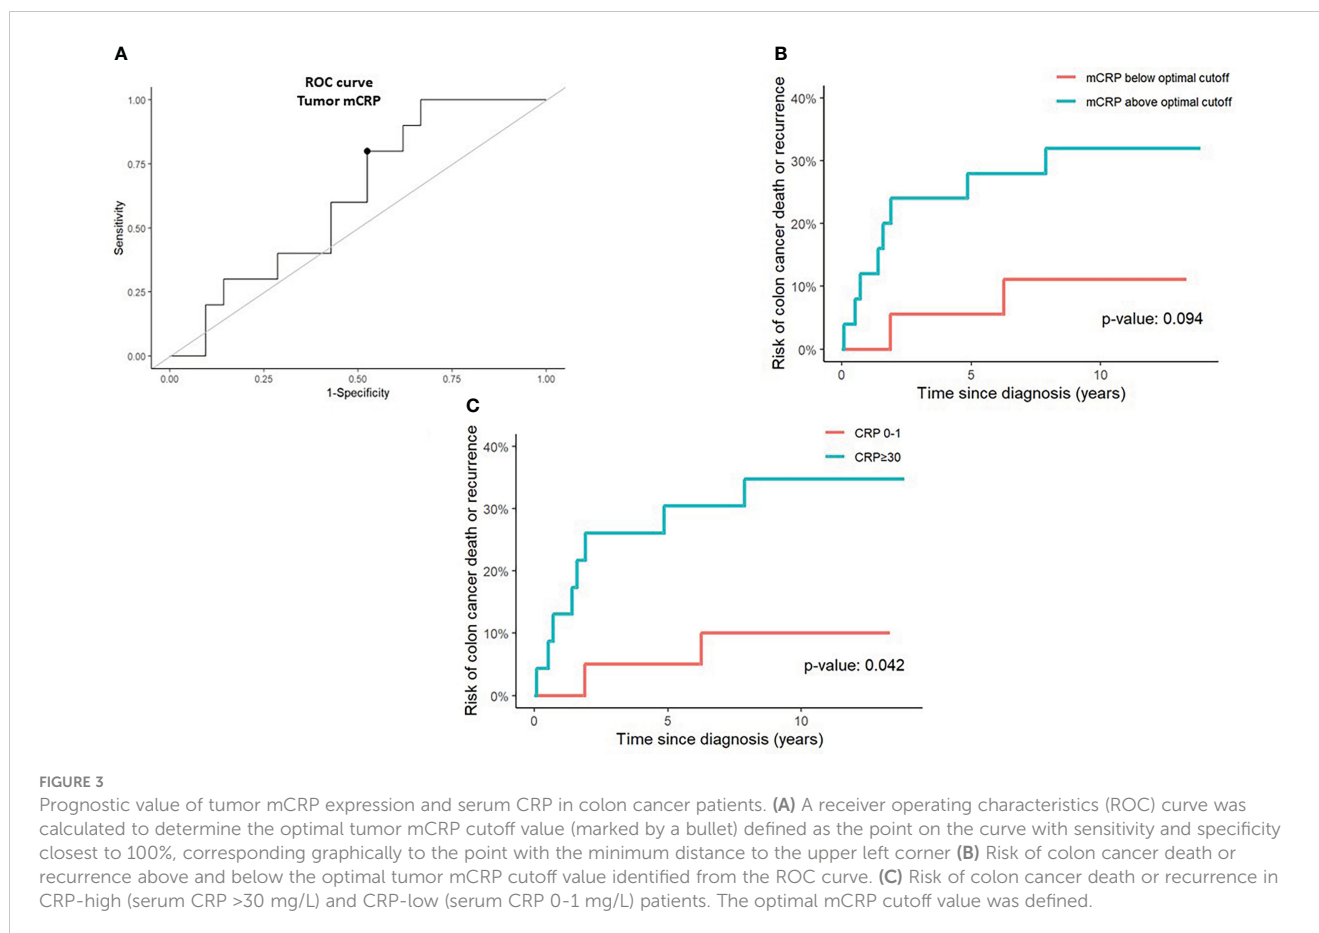 A
ROC curve
Tumor mCRP
1.00
0.75
0.50
0.25
0.00
Sensitivity
0.00
0.25
0.50
0.75
1.00
1-Specificity
B
mCRP below optimal cutoff
mCRP above optimal cutoff
40%
30%
20%
10%
0%
Risk of colon cancer death or recurrence
p-value: 0.094
0
5
10
Time since diagnosis (years)
C
CRP 0-1
CRP≥30
40%
30%
20%
10%
0%
Risk of colon cancer death or recurrence
p-value: 0.042
0
5
10
Time since diagnosis (years)
FIGURE 3
Prognostic value of tumor mCRP expression and serum CRP in colon cancer patients. (A) A receiver operating characteristics (ROC) curve was
calculated to determine the optimal tumor mCRP cutoff value (marked by a bullet) defined as the point on the curve with sensitivity and specificity
closest to 100%, corresponding graphically to the point with the minimum distance to the upper left corner (B) Risk of colon cancer death or
recurrence above and below the optimal tumor mCRP cutoff value identified from the ROC curve. (C) Risk of colon cancer death or recurrence in
CRP-high (serum CRP >30 mg/L) and CRP-low (serum CRP 0-1 mg/L) patients. The optimal mCRP cutoff value was defined.